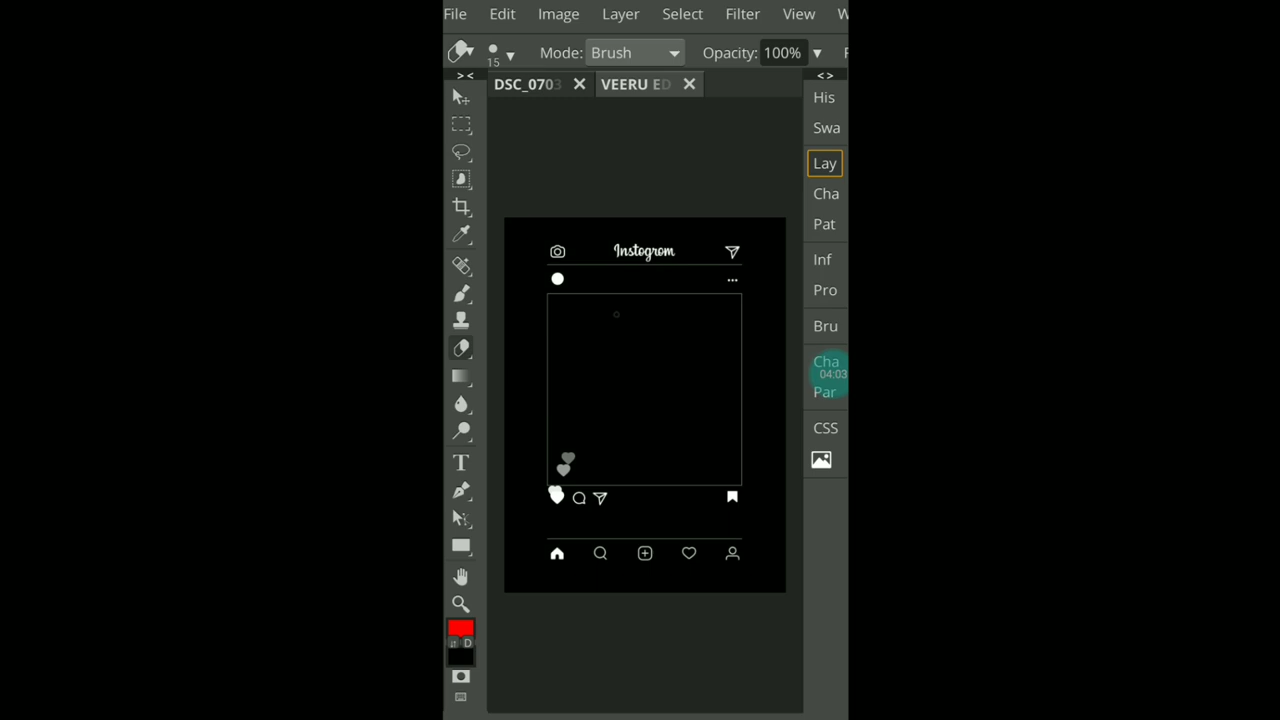 File Edit Image Layer Select Filter View W
15 Mode: Brush Opacity: 100%
> < DSC_0703 VEERU ED < >
His
Swa
Lay
Cha
Pat
Inf
Pro
Bru
Cha
04:03
Par
CSS
Instogrom
T
D